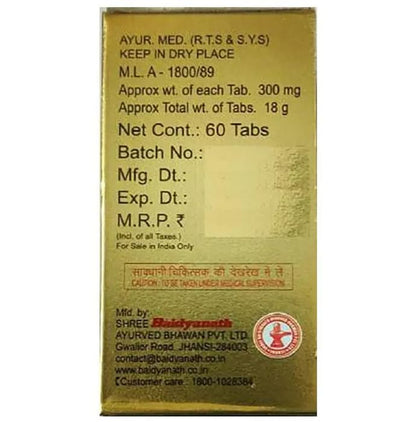 AYUR. MED. (R.T.S & S.Y.S)
KEEP IN DRY PLACE
M.L. A - 1800/89
Approx wt. of each Tab. 300 mg
Approx Total wt. of Tabs. 18 g
Net Cont.: 60 Tabs
Batch No.:
Mfg. Dt.:
Exp. Dt.:
M.R.P. ₹
(Incl. of all Taxes.)
For Sale in India Only
सावधानी चिकित्सक की देखरेख मे लें
CAUTION : TO BE TAKEN UNDER MEDICAL SUPERVISION
Mfd. by:
SHREE Baidyanath
AYURVED BHAWAN PVT. LTD.
Gwalior Road, JHANSI-284003
contact@baidyanath.co.in
www.baidyanath.co.in
Customer care : 1800-1028384